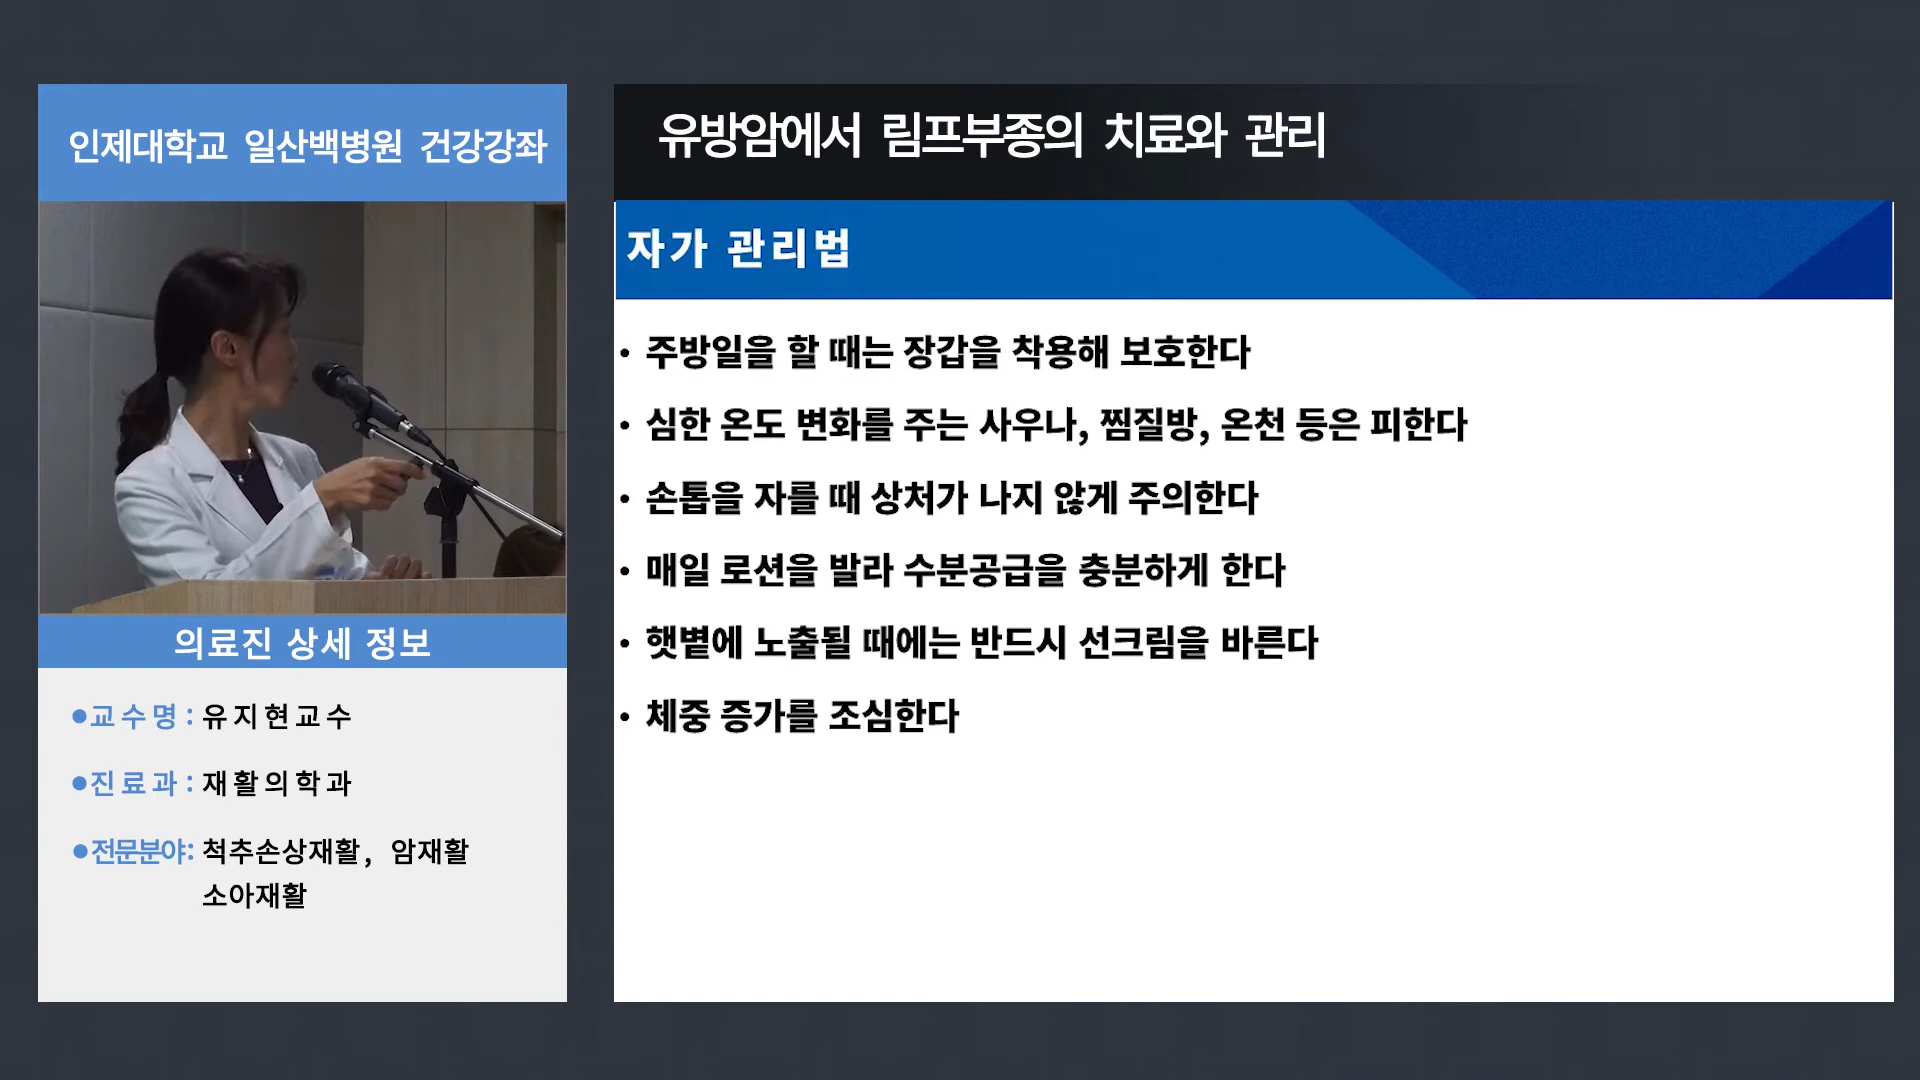 인제대학교 일산백병원 건강강좌
의료진 상세 정보
●교수명 : 유지현교수
●진료과 : 재활의학과
●전문분야: 척추손상재활, 암재활
소아재활
유방암에서 림프부종의 치료와 관리
자가 관리법
• 주방일을 할 때는 장갑을 착용해 보호한다
• 심한 온도 변화를 주는 사우나, 찜질방, 온천 등은 피한다
• 손톱을 자를 때 상처가 나지 않게 주의한다
• 매일 로션을 발라 수분공급을 충분하게 한다
• 햇볕에 노출될 때에는 반드시 선크림을 바른다
• 체중 증가를 조심한다